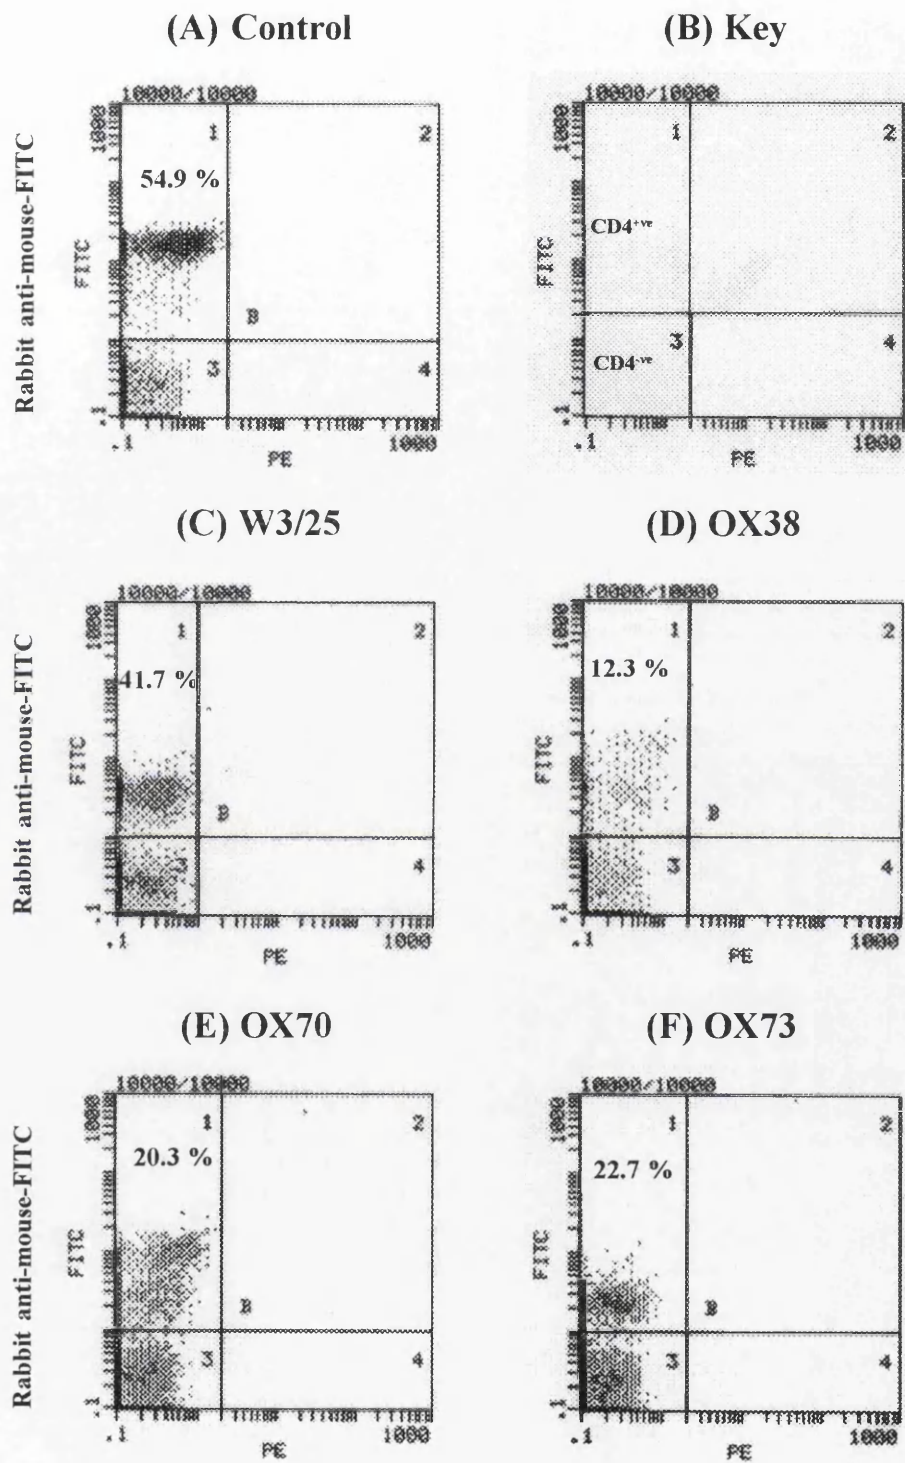 (A) Control
(B) Key
10000/10000
10000/10000
Rabbit anti-mouse-FITC
FITC
1000
.1
1
2
54.9 %
3
4
.1
1000
PE
FITC
1000
.1
1
2
CD4+ve
3
4
CD4-ve
.1
1000
PE
(C) W3/25
(D) OX38
10000/10000
10000/10000
Rabbit anti-mouse-FITC
FITC
1000
.1
1
2
41.7 %
3
4
.1
1000
PE
FITC
1000
.1
1
2
12.3 %
3
4
.1
1000
PE
(E) OX70
(F) OX73
10000/10000
10000/10000
Rabbit anti-mouse-FITC
FITC
1000
.1
1
2
20.3 %
3
4
.1
1000
PE
FITC
1000
.1
1
2
22.7 %
3
4
.1
1000
PE